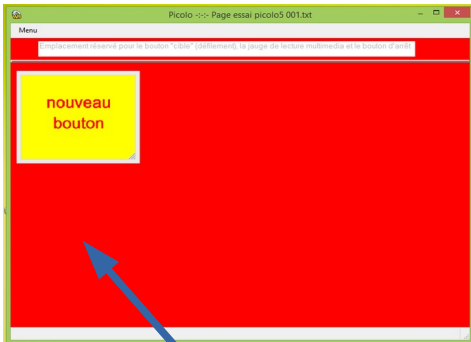 Picolo -:-:- Page essai picolo5 001.txt
Menu
Emplacement réservé pour le bouton "cible" (défilement), la jauge de lecture multimedia et le bouton d'arrêt.
nouveau
bouton